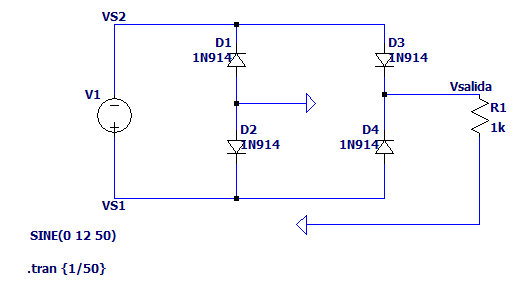 VS2
D1
1N914
D3
1N914
V1
Vsalida
R1
1k
D2
1N914
D4
1N914
VS1
SINE(0 12 50)
.tran {1/50}